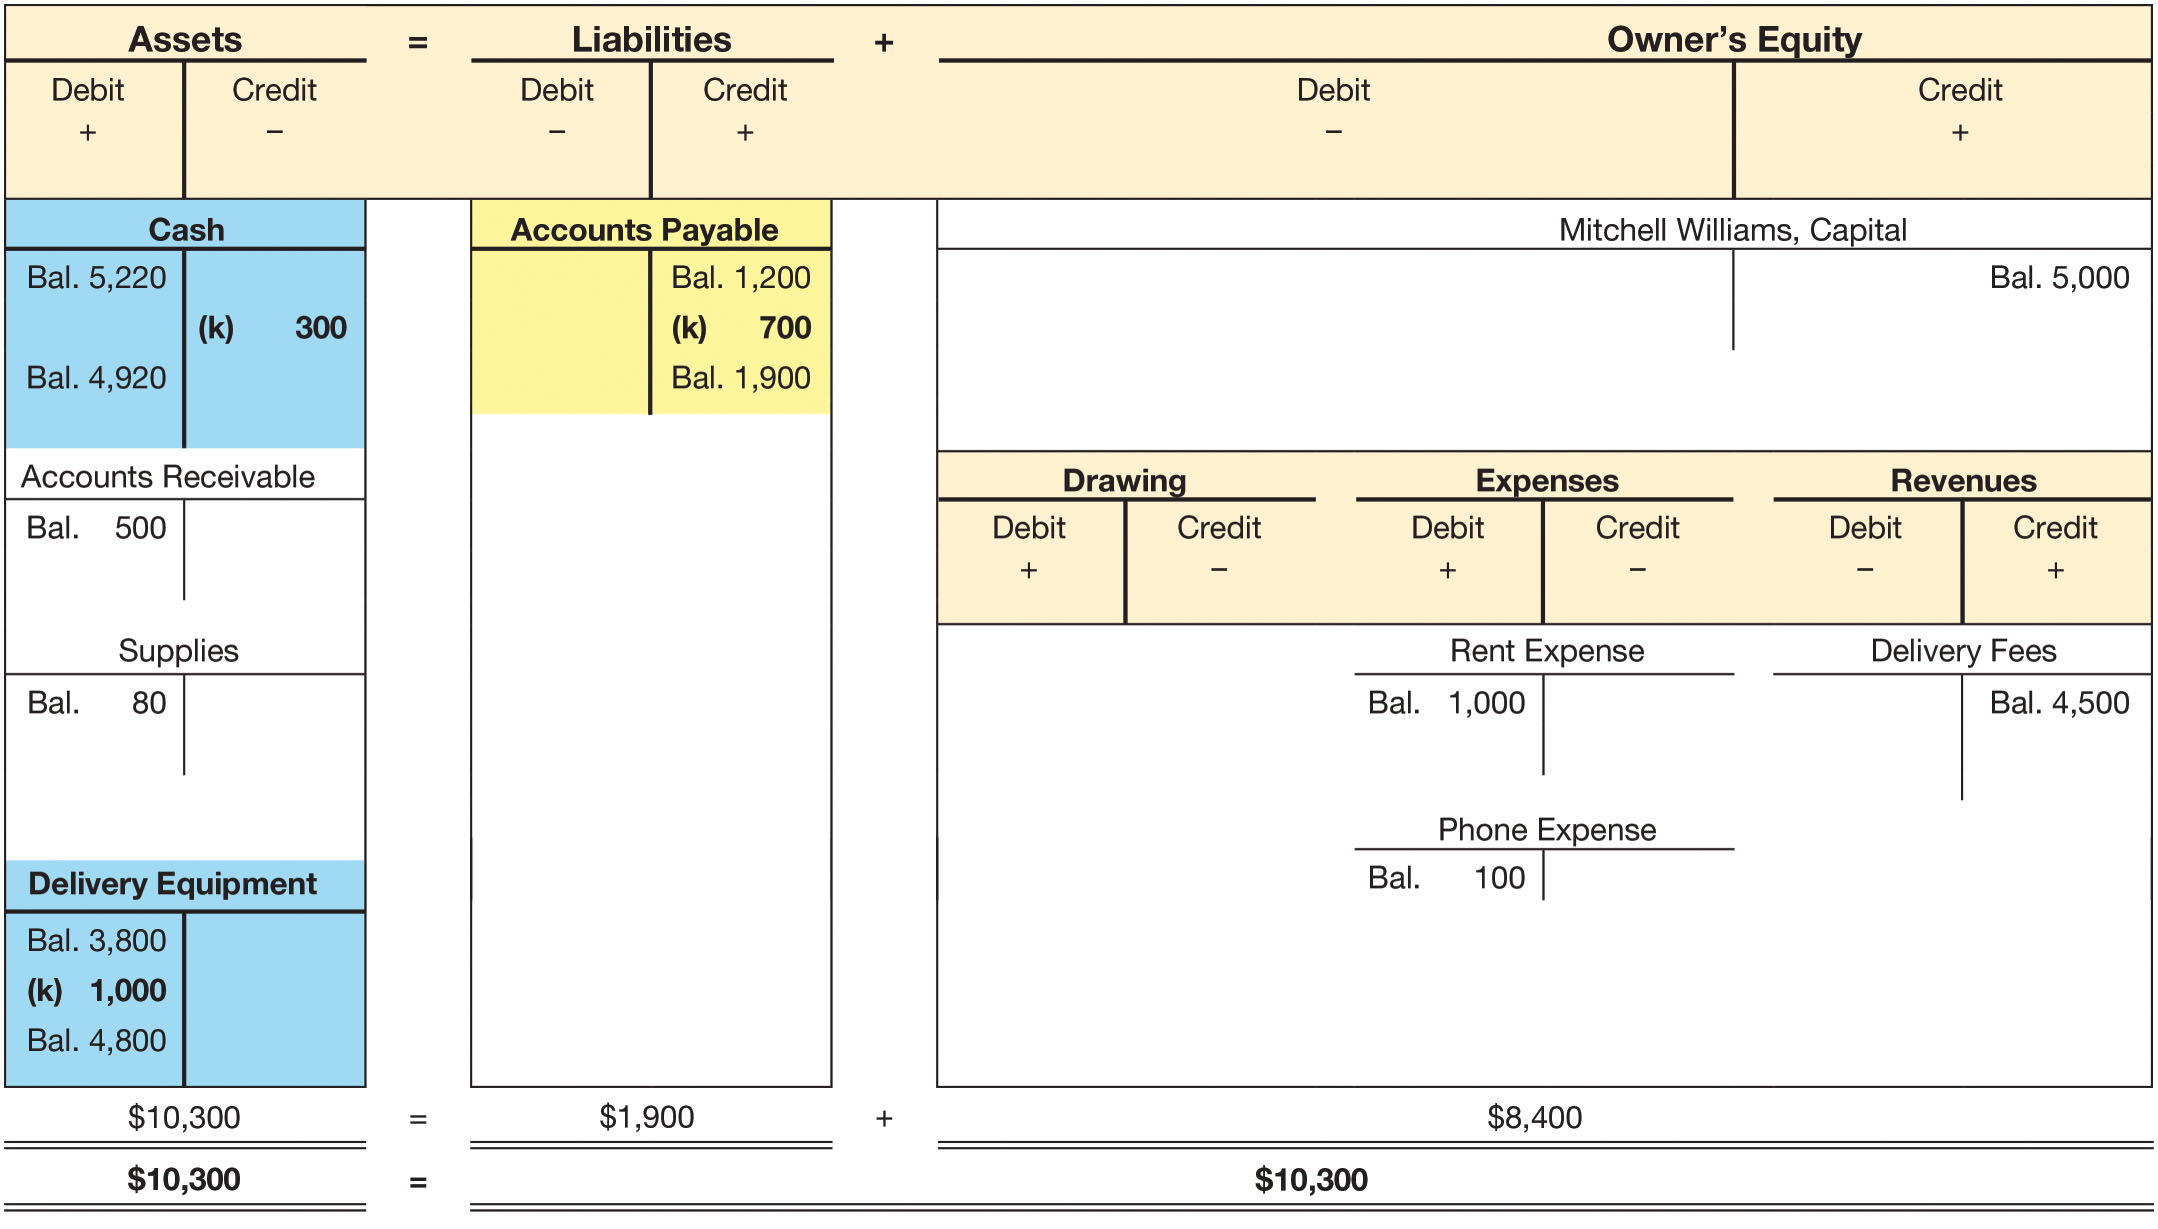 Assets = Liabilities + Owner’s Equity
Debit Credit Debit Credit Debit Credit
+ – – + – +
Cash Accounts Payable Mitchell Williams, Capital
Bal. 5,220 Bal. 1,200 Bal. 5,000
(k) 300 (k) 700
Bal. 4,920 Bal. 1,900
Accounts Receivable Drawing Expenses Revenues
Bal. 500 Debit Credit Debit Credit Debit Credit
+ – + – – +
Supplies Rent Expense Delivery Fees
Bal. 80 Bal. 1,000 Bal. 4,500
Phone Expense
Delivery Equipment Bal. 100
Bal. 3,800
(k) 1,000
Bal. 4,800
$10,300 = $1,900 + $8,400
$10,300 = $10,300